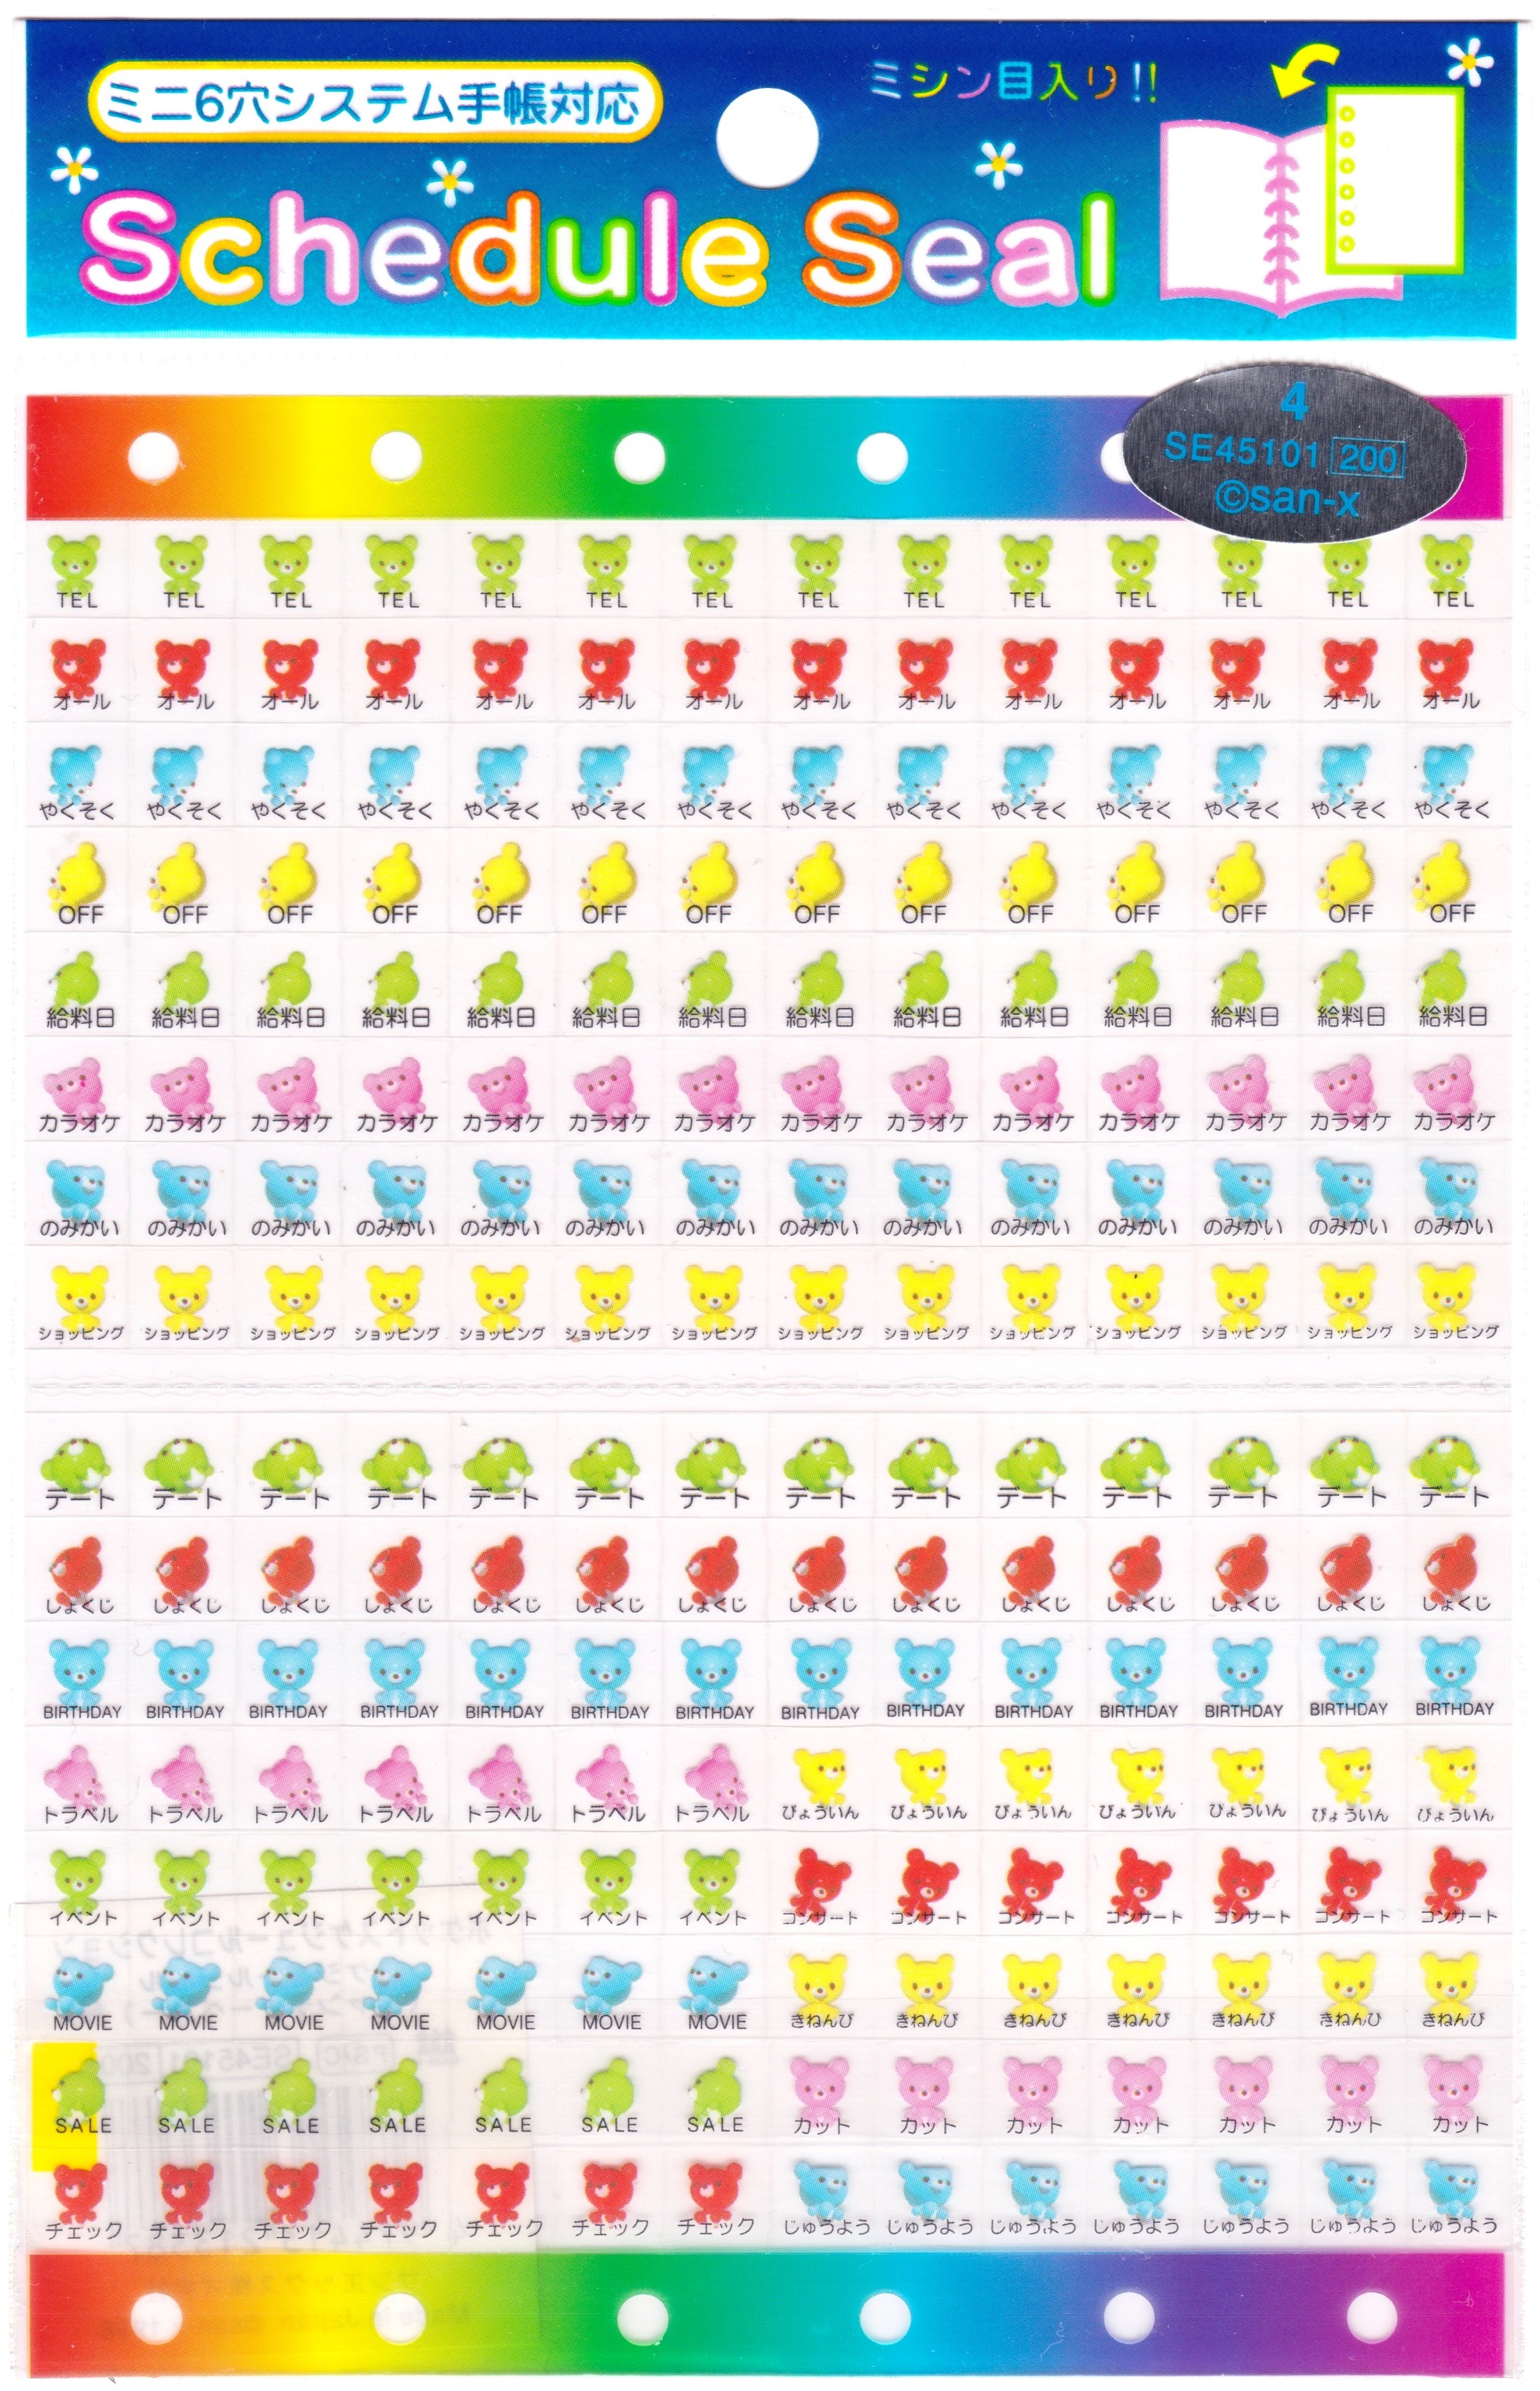 ミニ6穴システム手帳対応
ミシン目入り!!
Schedule Seal
4
SE45101 200
©san-x
TEL TEL TEL TEL TEL TEL TEL TEL TEL TEL TEL TEL TEL TEL
オール オール オール オール オール オール オール オール オール オール オール オール オール オール
やくそく やくそく やくそく やくそく やくそく やくそく やくそく やくそく やくそく やくそく やくそく やくそく やくそく やくそく
OFF OFF OFF OFF OFF OFF OFF OFF OFF OFF OFF OFF OFF OFF
給料日 給料日 給料日 給料日 給料日 給料日 給料日 給料日 給料日 給料日 給料日 給料日 給料日 給料日
カラオケ カラオケ カラオケ カラオケ カラオケ カラオケ カラオケ カラオケ カラオケ カラオケ カラオケ カラオケ カラオケ カラオケ
のみかい のみかい のみかい のみかい のみかい のみかい のみかい のみかい のみかい のみかい のみかい のみかい のみかい のみかい
ショッピング ショッピング ショッピング ショッピング ショッピング ショッピング ショッピング ショッピング ショッピング ショッピング ショッピング ショッピング ショッピング ショッピング
デート デート デート デート デート デート デート デート デート デート デート デート デート デート
しょくじ しょくじ しょくじ しょくじ しょくじ しょくじ しょくじ しょくじ しょくじ しょくじ しょくじ しょくじ しょくじ しょくじ
BIRTHDAY BIRTHDAY BIRTHDAY BIRTHDAY BIRTHDAY BIRTHDAY BIRTHDAY BIRTHDAY BIRTHDAY BIRTHDAY BIRTHDAY BIRTHDAY BIRTHDAY BIRTHDAY
トラベル トラベル トラベル トラベル トラベル トラベル トラベル びょういん びょういん びょういん びょういん びょういん びょういん びょういん
イベント イベント イベント イベント イベント イベント イベント コンサート コンサート コンサート コンサート コンサート コンサート コンサート
MOVIE MOVIE MOVIE MOVIE MOVIE MOVIE MOVIE きねんび きねんび きねんび きねんび きねんび きねんび きねんび
SALE SALE SALE SALE SALE SALE SALE カット カット カット カット カット カット カット
チェック チェック チェック チェック チェック チェック チェック じゅうよう じゅうよう じゅうよう じゅうよう じゅうよう じゅうよう じゅうよう